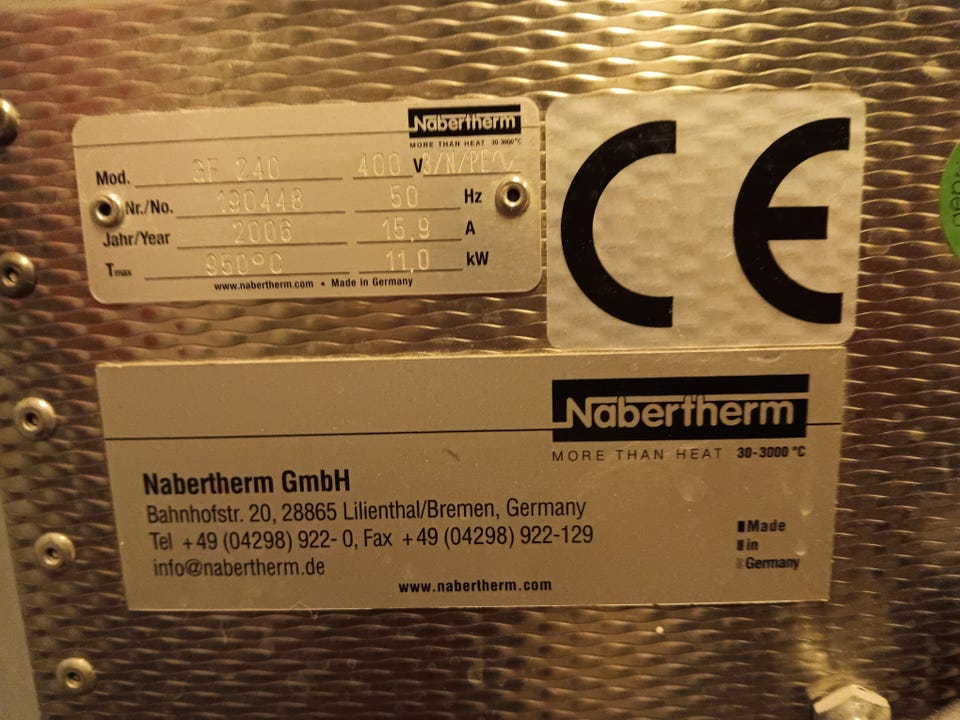 Nabertherm
MORE THAN HEAT 30-3000°C
Mod. GF 240 400 V 3/N/PE~
Nr./No. 190448 50 Hz
Jahr/Year 2006 15,9 A
Tmax 950°C 11,0 kW
www.nabertherm.com • Made in Germany
CE
Nabertherm
MORE THAN HEAT 30-3000 °C
Nabertherm GmbH
Bahnhofstr. 20, 28865 Lilienthal/Bremen, Germany
Tel +49 (04298) 922- 0, Fax +49 (04298) 922-129
info@nabertherm.de
Made
in
Germany
www.nabertherm.com